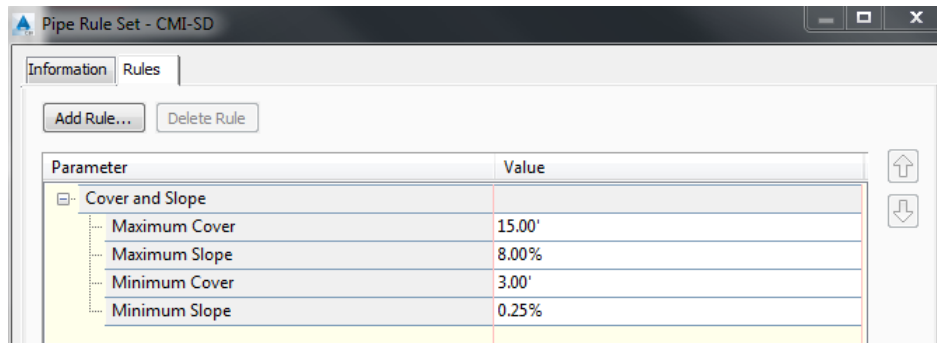 Pipe Rule Set - CMI-SD
Information Rules
Add Rule... Delete Rule
Parameter Value
Cover and Slope
Maximum Cover 15.00'
Maximum Slope 8.00%
Minimum Cover 3.00'
Minimum Slope 0.25%